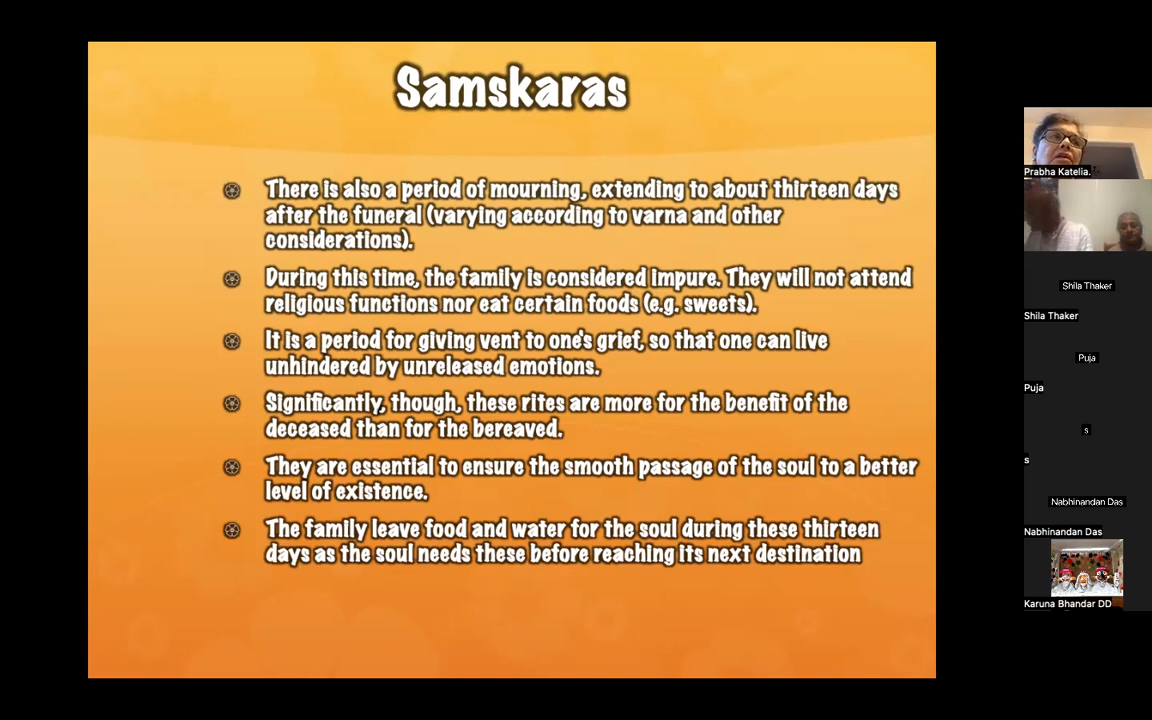 Samskaras
There is also a period of mourning, extending to about thirteen days
after the funeral (varying according to varna and other
considerations).
During this time, the family is considered impure. They will not attend
religious functions nor eat certain foods (e.g. sweets).
It is a period for giving vent to one's grief, so that one can live
unhindered by unreleased emotions.
Significantly, though, these rites are more for the benefit of the
deceased than for the bereaved.
They are essential to ensure the smooth passage of the soul to a better
level of existence.
The family leave food and water for the soul during these thirteen
days as the soul needs these before reaching its next destination
Prabha Katelia.
Shila Thaker
Shila Thaker
Puja
Puja
s
s
Nabhinandan Das
Nabhinandan Das
Karuna Bhandar DD